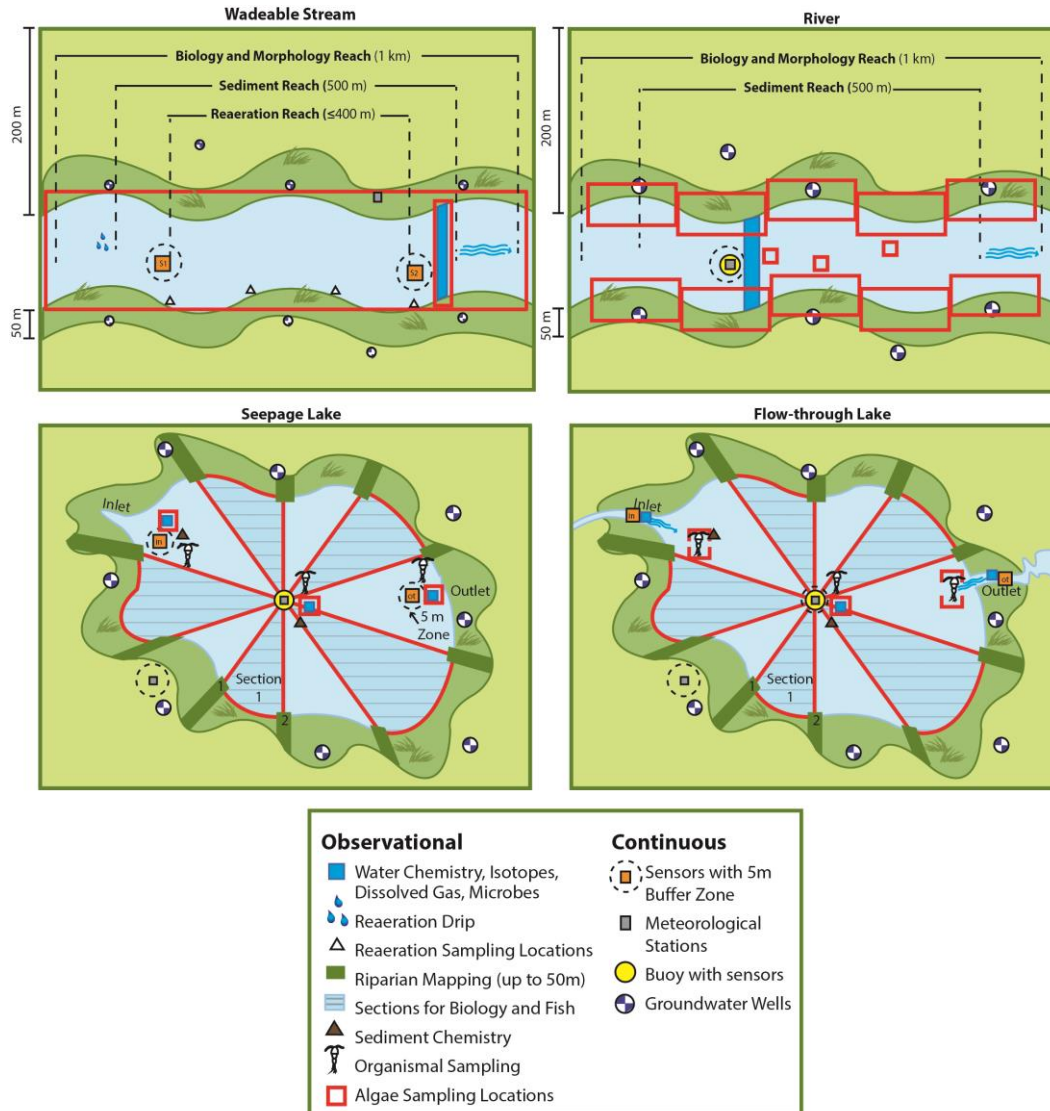 Wadeable Stream
200 m
50 m
Biology and Morphology Reach (1 km)
Sediment Reach (500 m)
Reaeration Reach (≤400 m)
S1
S2
River
200 m
50 m
Biology and Morphology Reach (1 km)
Sediment Reach (500 m)
Seepage Lake
Inlet
in
ot
Outlet
5 m
Zone
Section
1
1
2
Flow-through Lake
Inlet
in
ot
Outlet
Section
1
1
2
Observational
Water Chemistry, Isotopes,
Dissolved Gas, Microbes
Reaeration Drip
Reaeration Sampling Locations
Riparian Mapping (up to 50m)
Sections for Biology and Fish
Sediment Chemistry
Organismal Sampling
Algae Sampling Locations
Continuous
Sensors with 5m
Buffer Zone
Meteorological
Stations
Buoy with sensors
Groundwater Wells